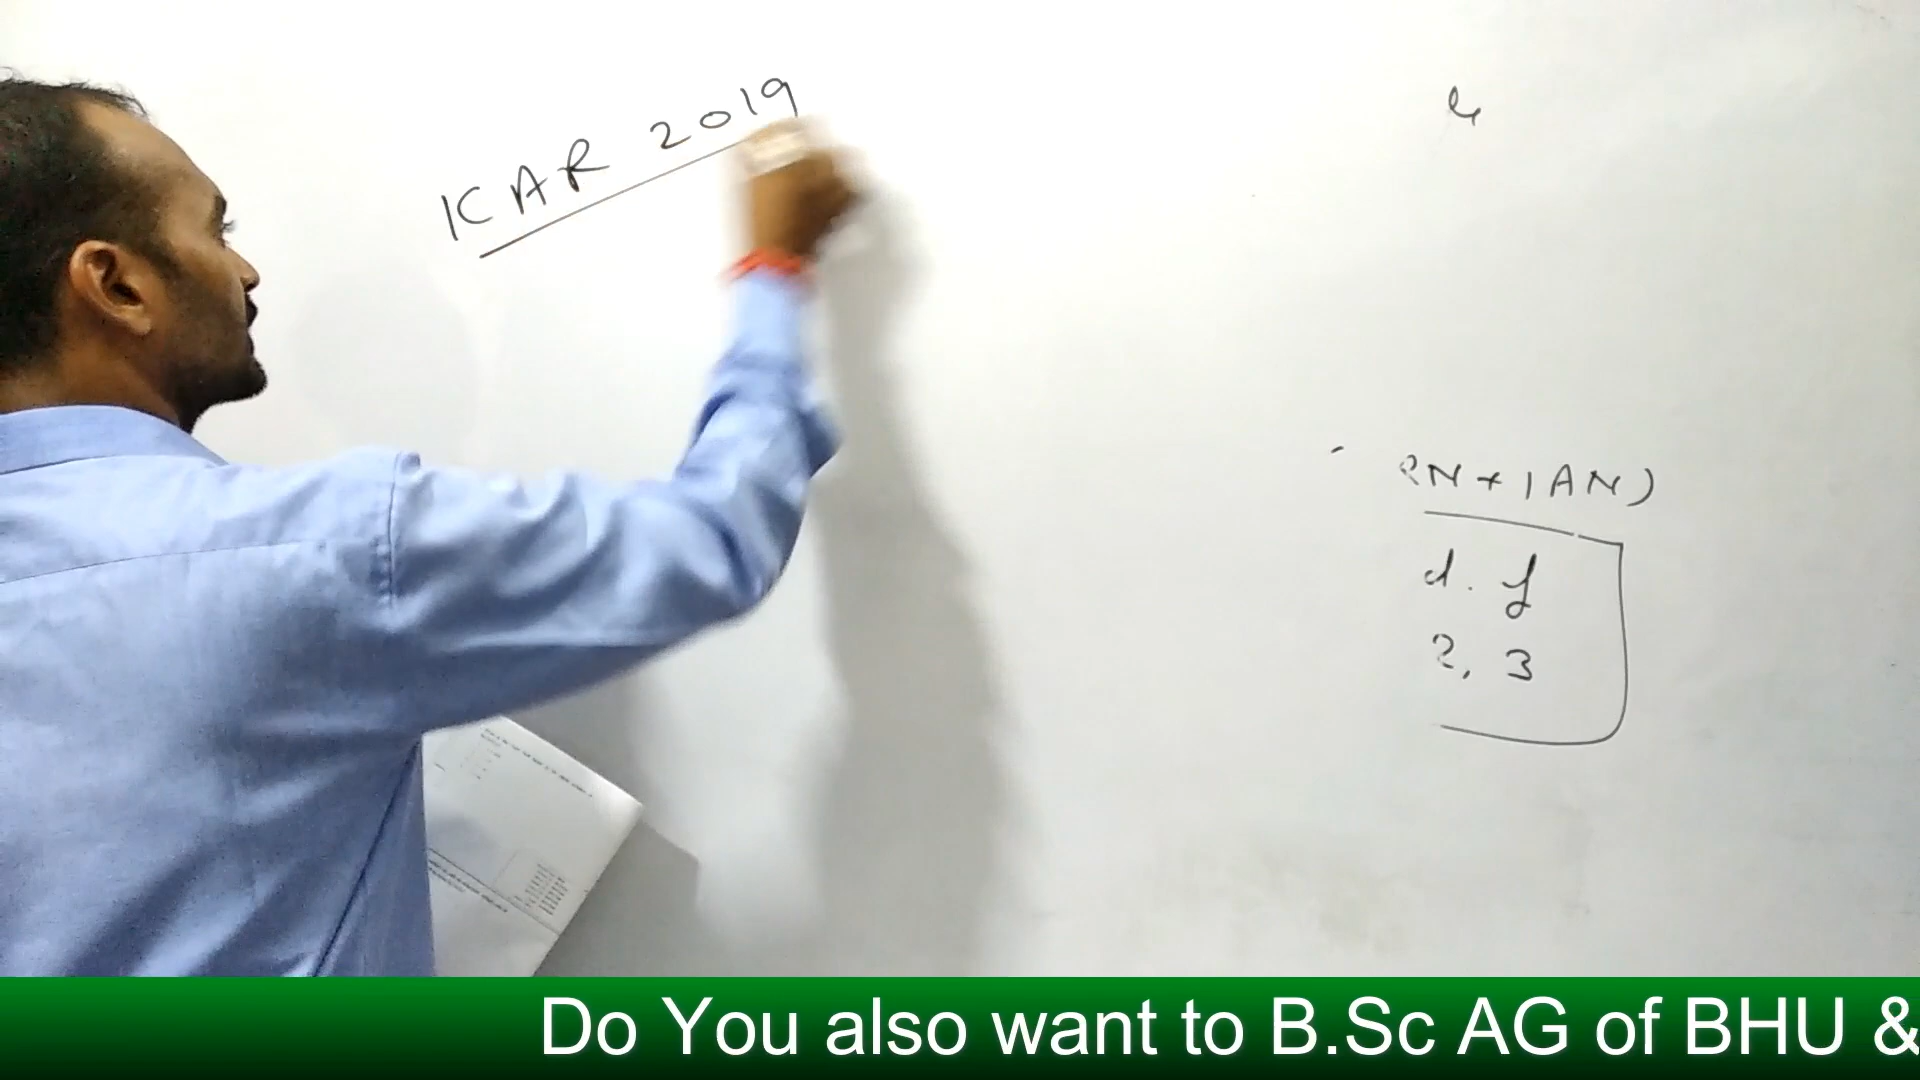 ICAR 2019
2N + 1AN)
d. f
2, 3
Do You also want to B.Sc AG of BHU &